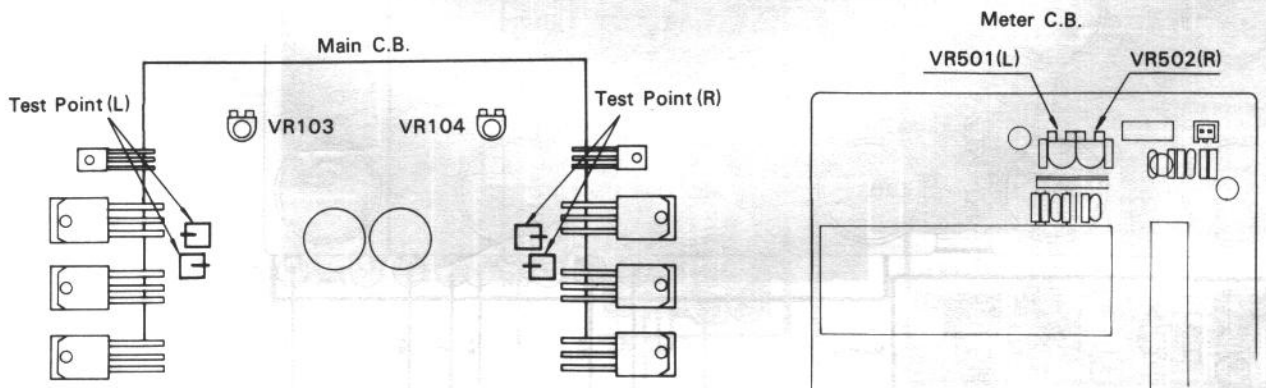 Main C.B.
Test Point (L)
VR103
VR104
Test Point (R)
Meter C.B.
VR501(L)
VR502(R)